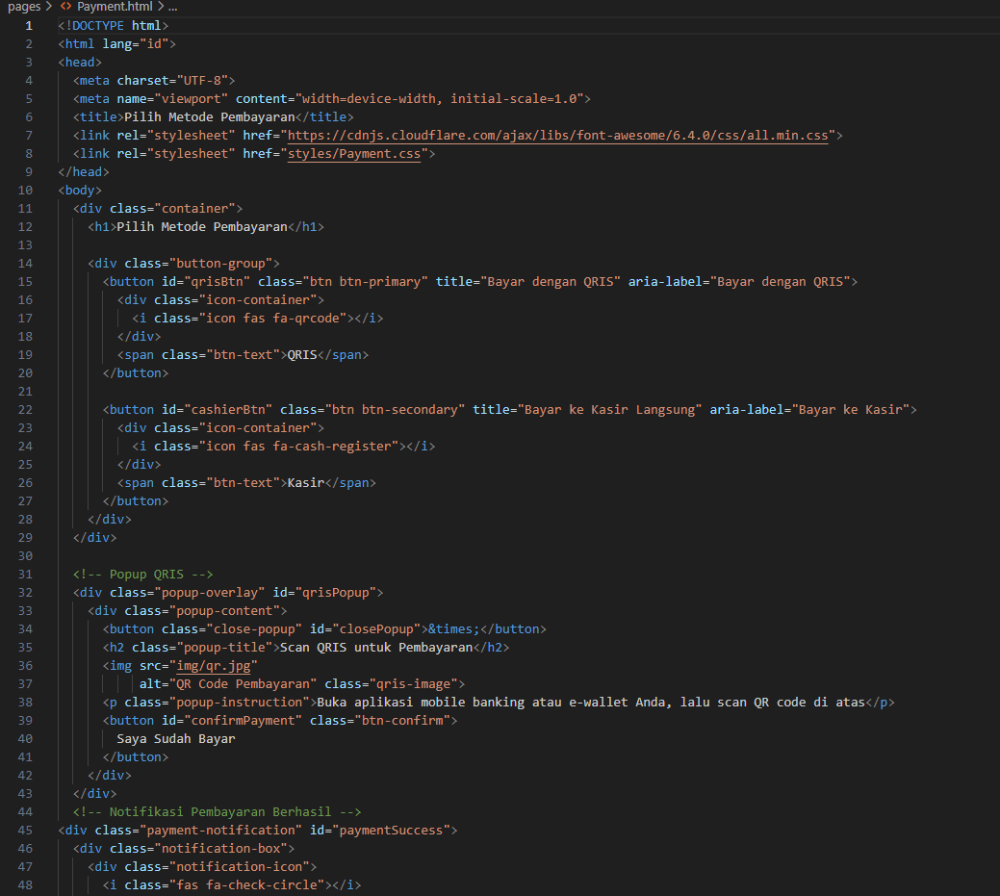 pages > <> Payment.html > ...
1 <!DOCTYPE html>
2 <html lang="id">
3 <head>
4   <meta charset="UTF-8">
5   <meta name="viewport" content="width=device-width, initial-scale=1.0">
6   <title>Pilih Metode Pembayaran</title>
7   <link rel="stylesheet" href="https://cdnjs.cloudflare.com/ajax/libs/font-awesome/6.4.0/css/all.min.css">
8   <link rel="stylesheet" href="styles/Payment.css">
9 </head>
10 <body>
11   <div class="container">
12     <h1>Pilih Metode Pembayaran</h1>
13
14     <div class="button-group">
15       <button id="qrisBtn" class="btn btn-primary" title="Bayar dengan QRIS" aria-label="Bayar dengan QRIS">
16         <div class="icon-container">
17           <i class="icon fas fa-qrcode"></i>
18         </div>
19         <span class="btn-text">QRIS</span>
20       </button>
21
22       <button id="cashierBtn" class="btn btn-secondary" title="Bayar ke Kasir Langsung" aria-label="Bayar ke Kasir">
23         <div class="icon-container">
24           <i class="icon fas fa-cash-register"></i>
25         </div>
26         <span class="btn-text">Kasir</span>
27       </button>
28     </div>
29   </div>
30
31   <!-- Popup QRIS -->
32   <div class="popup-overlay" id="qrisPopup">
33     <div class="popup-content">
34       <button class="close-popup" id="closePopup">&times;</button>
35       <h2 class="popup-title">Scan QRIS untuk Pembayaran</h2>
36       <img src="img/qr.jpg"
37            alt="QR Code Pembayaran" class="qris-image">
38       <p class="popup-instruction">Buka aplikasi mobile banking atau e-wallet Anda, lalu scan QR code di atas</p>
39       <button id="confirmPayment" class="btn-confirm">
40         Saya Sudah Bayar
41       </button>
42     </div>
43   </div>
44   <!-- Notifikasi Pembayaran Berhasil -->
45 <div class="payment-notification" id="paymentSuccess">
46   <div class="notification-box">
47     <div class="notification-icon">
48       <i class="fas fa-check-circle"></i>